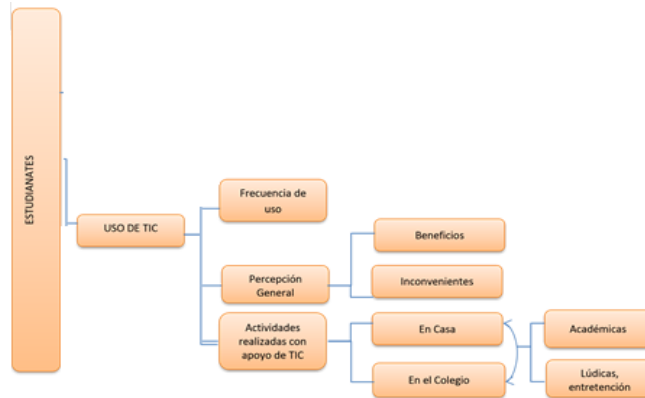 ESTUDIANATES
USO DE TIC
Frecuencia de
uso
Percepción
General
Beneficios
Inconvenientes
Actividades
realizadas con
apoyo de TIC
En Casa
En el Colegio
Académicas
Lúdicas,
entretención